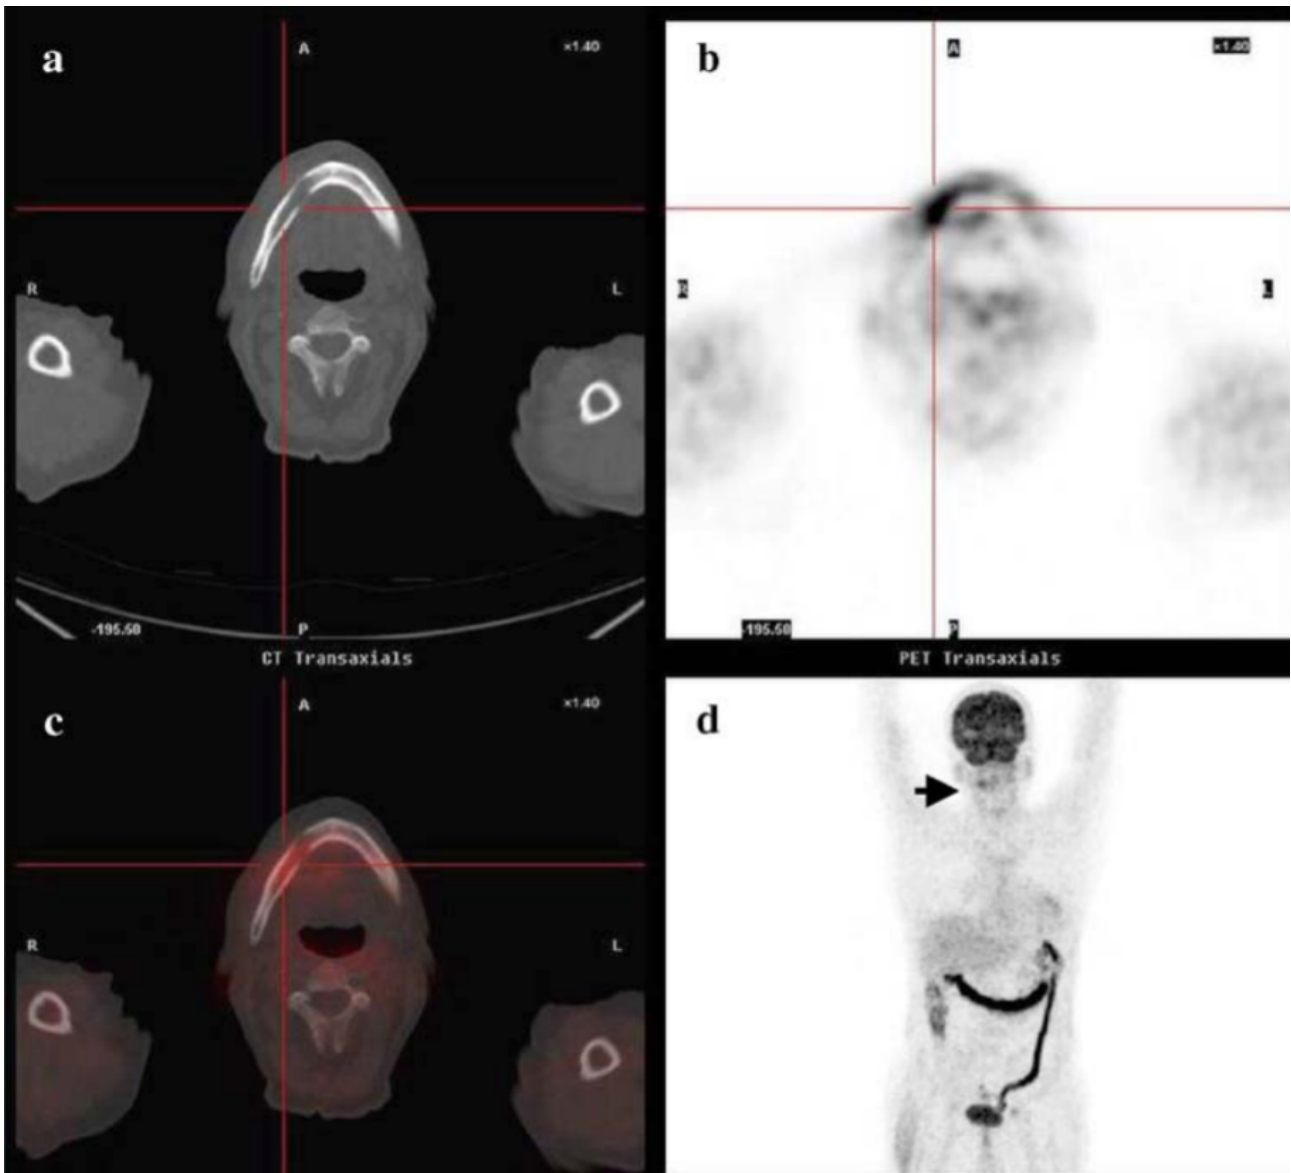 a
A
×1.40
R
L
-195.50
P
CT Transaxials
b
A
×1.40
R
L
-195.50
P
PET Transaxials
c
A
×1.40
R
L
d